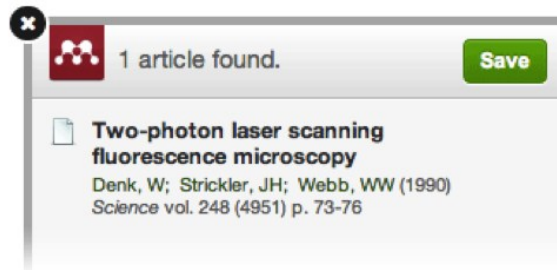 1 article found.
Save
Two-photon laser scanning
fluorescence microscopy
Denk, W; Strickler, JH; Webb, WW (1990)
Science vol. 248 (4951) p. 73-76